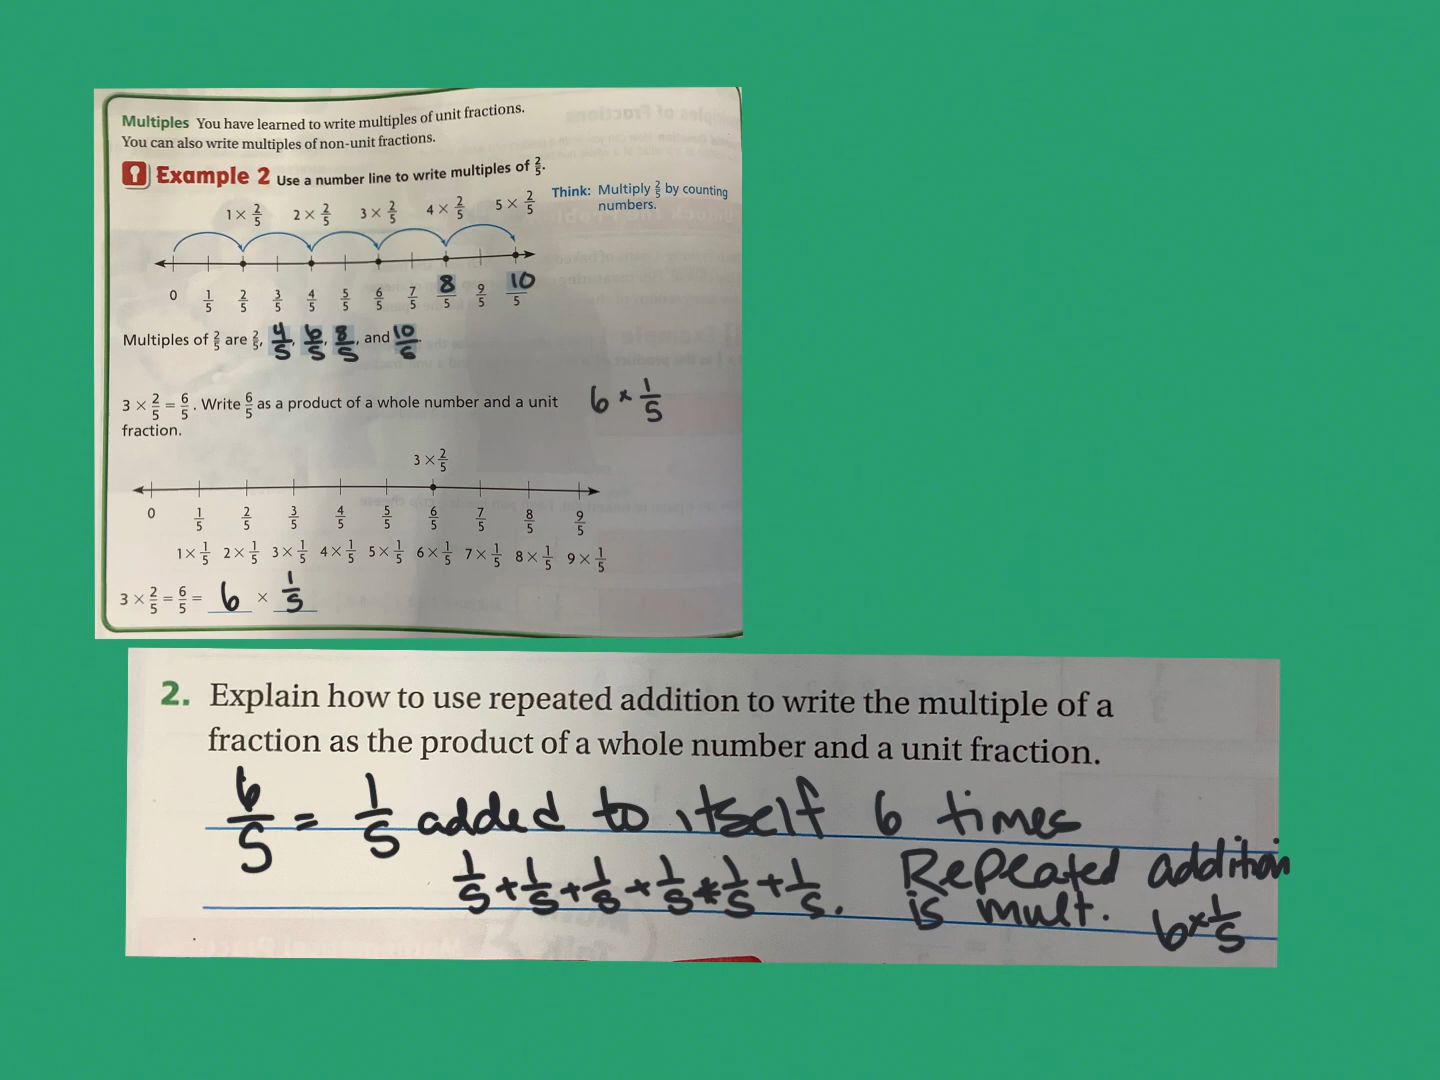 Multiples You have learned to write multiples of unit fractions.
You can also write multiples of non-unit fractions.
Example 2 Use a number line to write multiples of 2/5.
Think: Multiply 2/5 by counting
numbers.
1 × 2/5 2 × 2/5 3 × 2/5 4 × 2/5 5 × 2/5
0 1/5 2/5 3/5 4/5 5/5 6/5 7/5 8/5 9/5 10/5
Multiples of 2/5 are 2/5, 4/5, 6/5, 8/5, and 10/5.
3 × 2/5 = 6/5. Write 6/5 as a product of a whole number and a unit
fraction.
6 × 1/5
3 × 2/5
0 1/5 2/5 3/5 4/5 5/5 6/5 7/5 8/5 9/5
1 × 1/5 2 × 1/5 3 × 1/5 4 × 1/5 5 × 1/5 6 × 1/5 7 × 1/5 8 × 1/5 9 × 1/5
3 × 2/5 = 6/5 = 6 × 1/5
2. Explain how to use repeated addition to write the multiple of a
fraction as the product of a whole number and a unit fraction.
6/5 = 1/5 added to itself 6 times
1/5 + 1/5 + 1/5 + 1/5 + 1/5 + 1/5. Repeated addition
is mult. 6 × 1/5